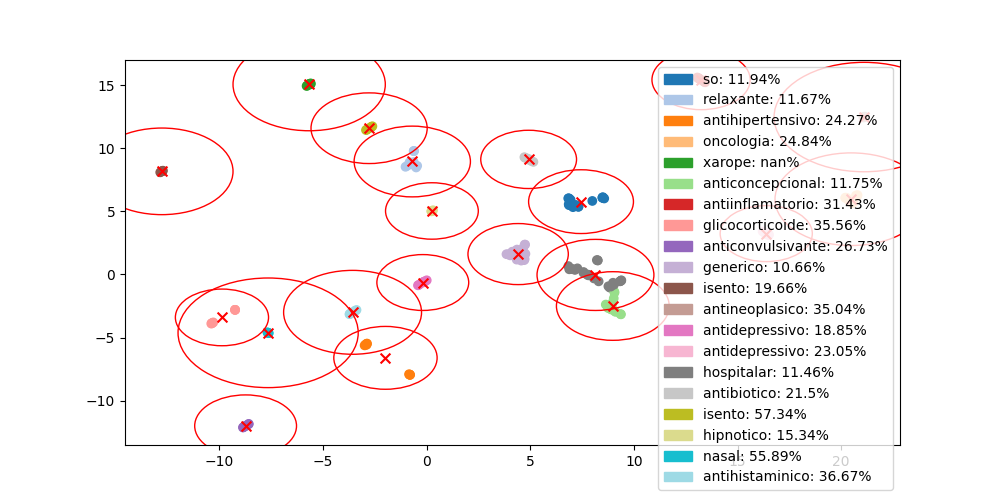 15
10
5
0
−5
−10
−10
−5
0
5
10
15
20
so: 11.94%
relaxante: 11.67%
antihipertensivo: 24.27%
oncologia: 24.84%
xarope: nan%
anticoncepcional: 11.75%
antiinflamatorio: 31.43%
glicocorticoide: 35.56%
anticonvulsivante: 26.73%
generico: 10.66%
isento: 19.66%
antineoplasico: 35.04%
antidepressivo: 18.85%
antidepressivo: 23.05%
hospitalar: 11.46%
antibiotico: 21.5%
isento: 57.34%
hipnotico: 15.34%
nasal: 55.89%
antihistaminico: 36.67%